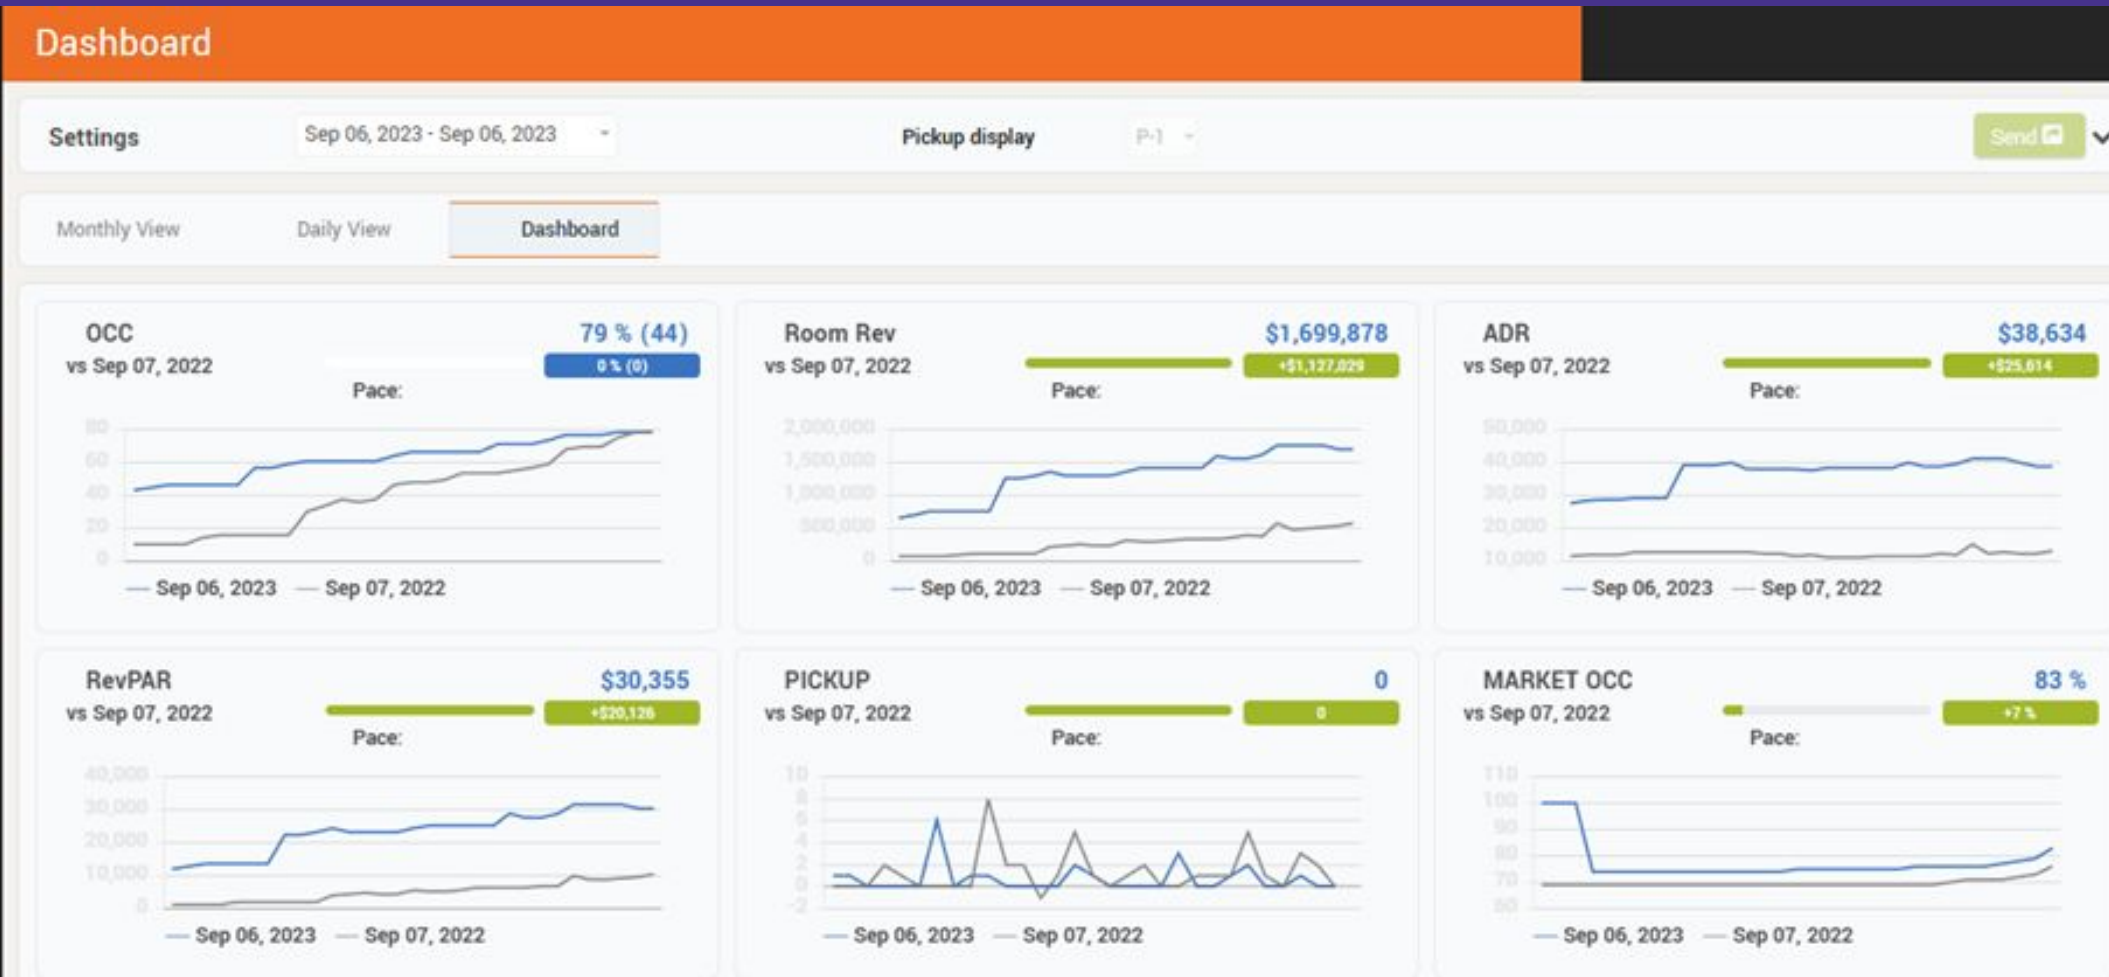 Dashboard
Settings
Sep 06, 2023 - Sep 06, 2023
Pickup display
P-1
Send
Monthly View
Daily View
Dashboard
OCC
79 % (44)
vs Sep 07, 2022
0 % (0)
Pace:
80
60
40
20
0
Sep 06, 2023
Sep 07, 2022
Room Rev
$1,699,878
vs Sep 07, 2022
+$1,127,029
Pace:
2,000,000
1,500,000
1,000,000
500,000
0
Sep 06, 2023
Sep 07, 2022
ADR
$38,634
vs Sep 07, 2022
+$25,614
Pace:
50,000
40,000
30,000
20,000
10,000
Sep 06, 2023
Sep 07, 2022
RevPAR
$30,355
vs Sep 07, 2022
+$20,126
Pace:
40,000
30,000
20,000
10,000
0
Sep 06, 2023
Sep 07, 2022
PICKUP
0
vs Sep 07, 2022
0
Pace:
10
8
6
4
2
0
-2
Sep 06, 2023
Sep 07, 2022
MARKET OCC
83 %
vs Sep 07, 2022
+7 %
Pace:
110
100
90
80
70
60
Sep 06, 2023
Sep 07, 2022